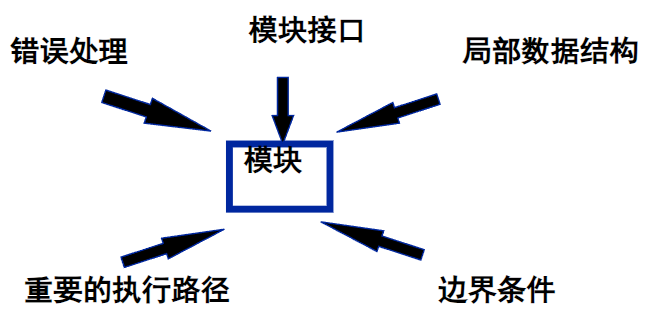 模块接口
错误处理
局部数据结构
模块
重要的执行路径
边界条件